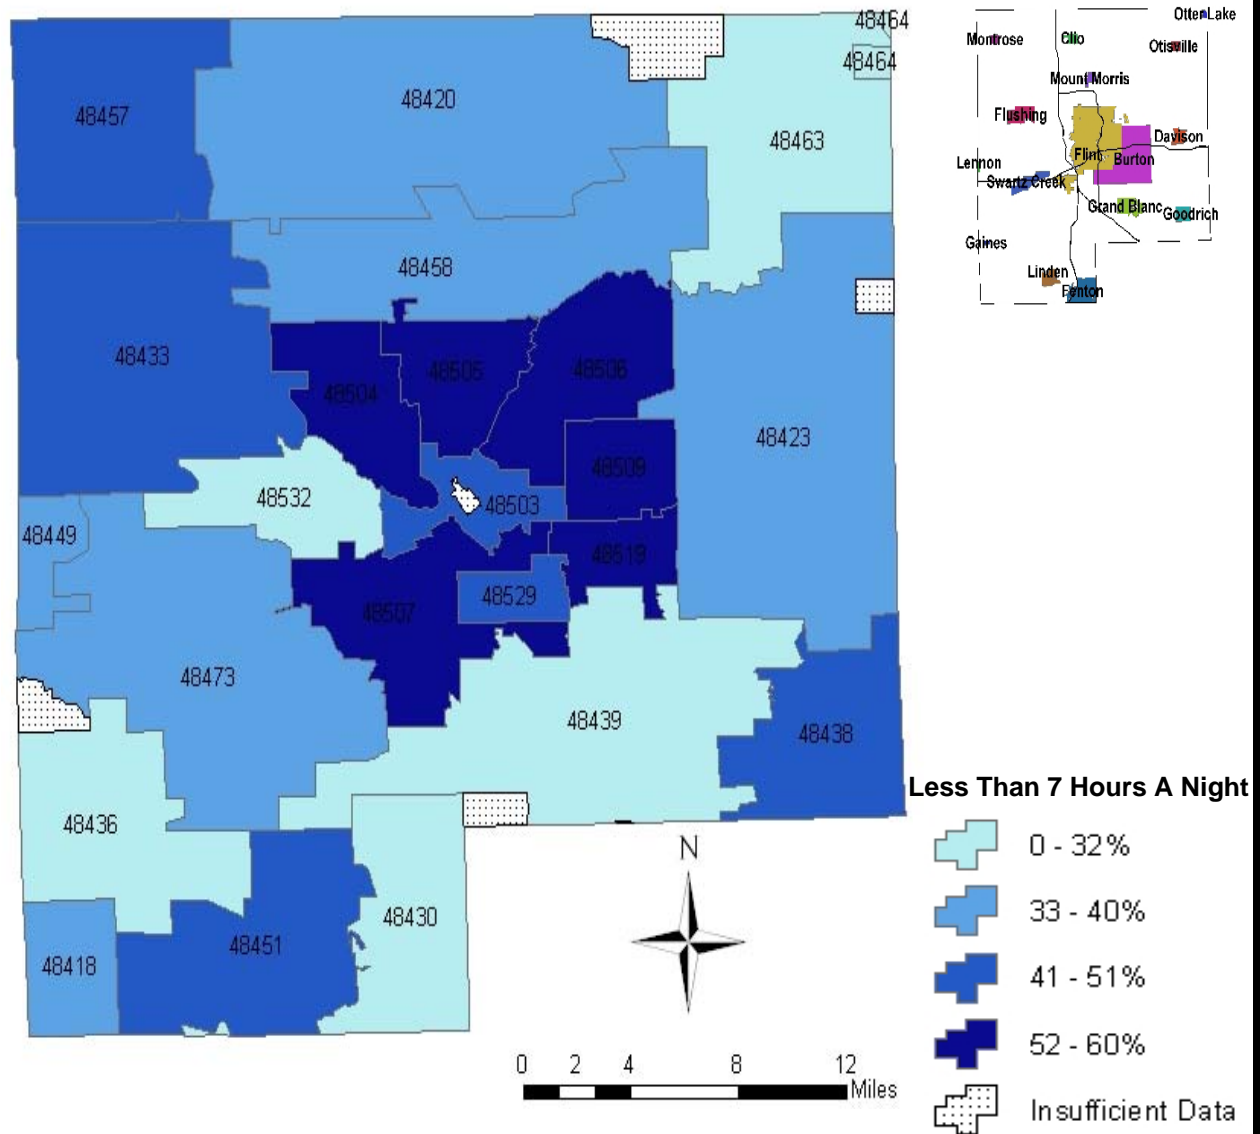 48464
48464
48457
48420
48463
48458
48433
48504
48505
48506
48423
48509
48532
48503
48449
48519
48529
48507
48473
48439
48438
48436
48430
48451
48418
Otter Lake
Montrose
Clio
Otisville
Mount Morris
Flushing
Davison
Lennon
Flint
Burton
Swartz Creek
Grand Blanc
Goodrich
Gaines
Linden
Fenton
Less Than 7 Hours A Night
0 - 32%
33 - 40%
41 - 51%
52 - 60%
Insufficient Data
N
0 2 4 8 12
Miles